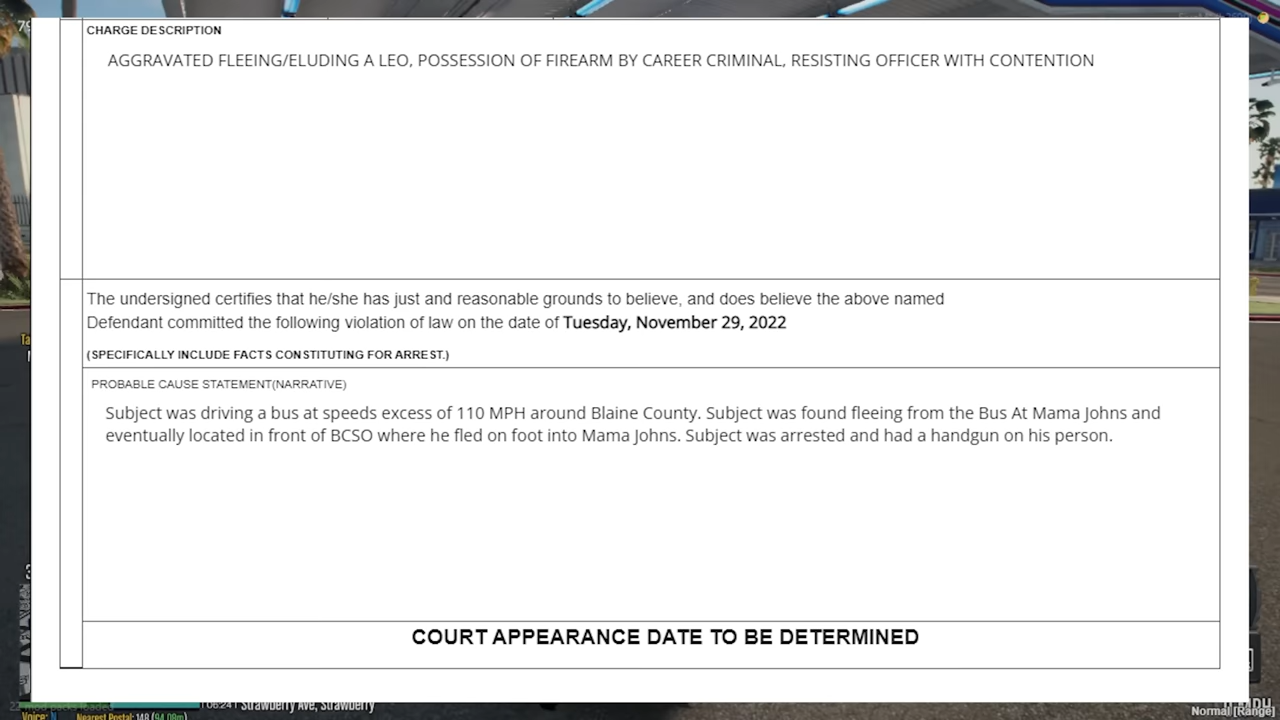 CHARGE DESCRIPTION
AGGRAVATED FLEEING/ELUDING A LEO, POSSESSION OF FIREARM BY CAREER CRIMINAL, RESISTING OFFICER WITH CONTENTION
The undersigned certifies that he/she has just and reasonable grounds to believe, and does believe the above named
Defendant committed the following violation of law on the date of Tuesday, November 29, 2022
(SPECIFICALLY INCLUDE FACTS CONSTITUTING FOR ARREST.)
PROBABLE CAUSE STATEMENT(NARRATIVE)
Subject was driving a bus at speeds excess of 110 MPH around Blaine County. Subject was found fleeing from the Bus At Mama Johns and
eventually located in front of BCSO where he fled on foot into Mama Johns. Subject was arrested and had a handgun on his person.
COURT APPEARANCE DATE TO BE DETERMINED
Strawberry Ave, Strawberry
Voice:
Nearest Postal: 148 (94.08m)
Normal [Range]